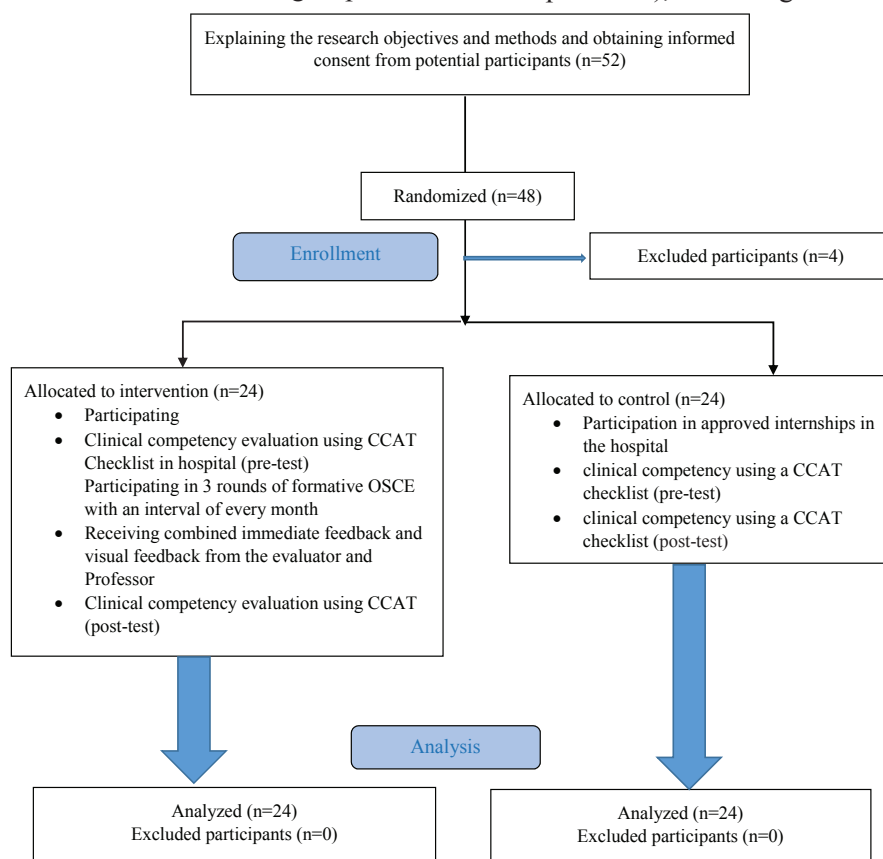 Explaining the research objectives and methods and obtaining informed
consent from potential participants (n=52)
Randomized (n=48)
Enrollment
Excluded participants (n=4)
Allocated to intervention (n=24)
• Participating
• Clinical competency evaluation using CCAT
Checklist in hospital (pre-test)
Participating in 3 rounds of formative OSCE
with an interval of every month
• Receiving combined immediate feedback and
visual feedback from the evaluator and
Professor
• Clinical competency evaluation using CCAT
(post-test)
Allocated to control (n=24)
• Participation in approved internships in
the hospital
• clinical competency using a CCAT
checklist (pre-test)
• clinical competency using a CCAT
checklist (post-test)
Analysis
Analyzed (n=24)
Excluded participants (n=0)
Analyzed (n=24)
Excluded participants (n=0)